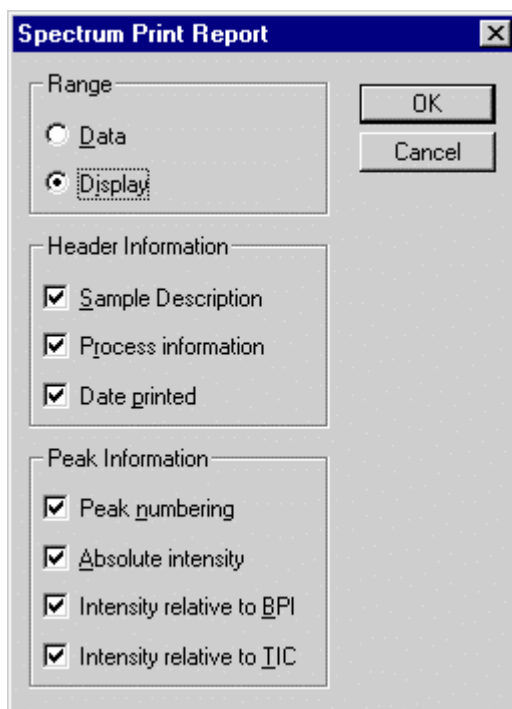 Spectrum Print Report
Range
Data
Display
OK
Cancel
Header Information
Sample Description
Process information
Date printed
Peak Information
Peak numbering
Absolute intensity
Intensity relative to BPI
Intensity relative to TIC